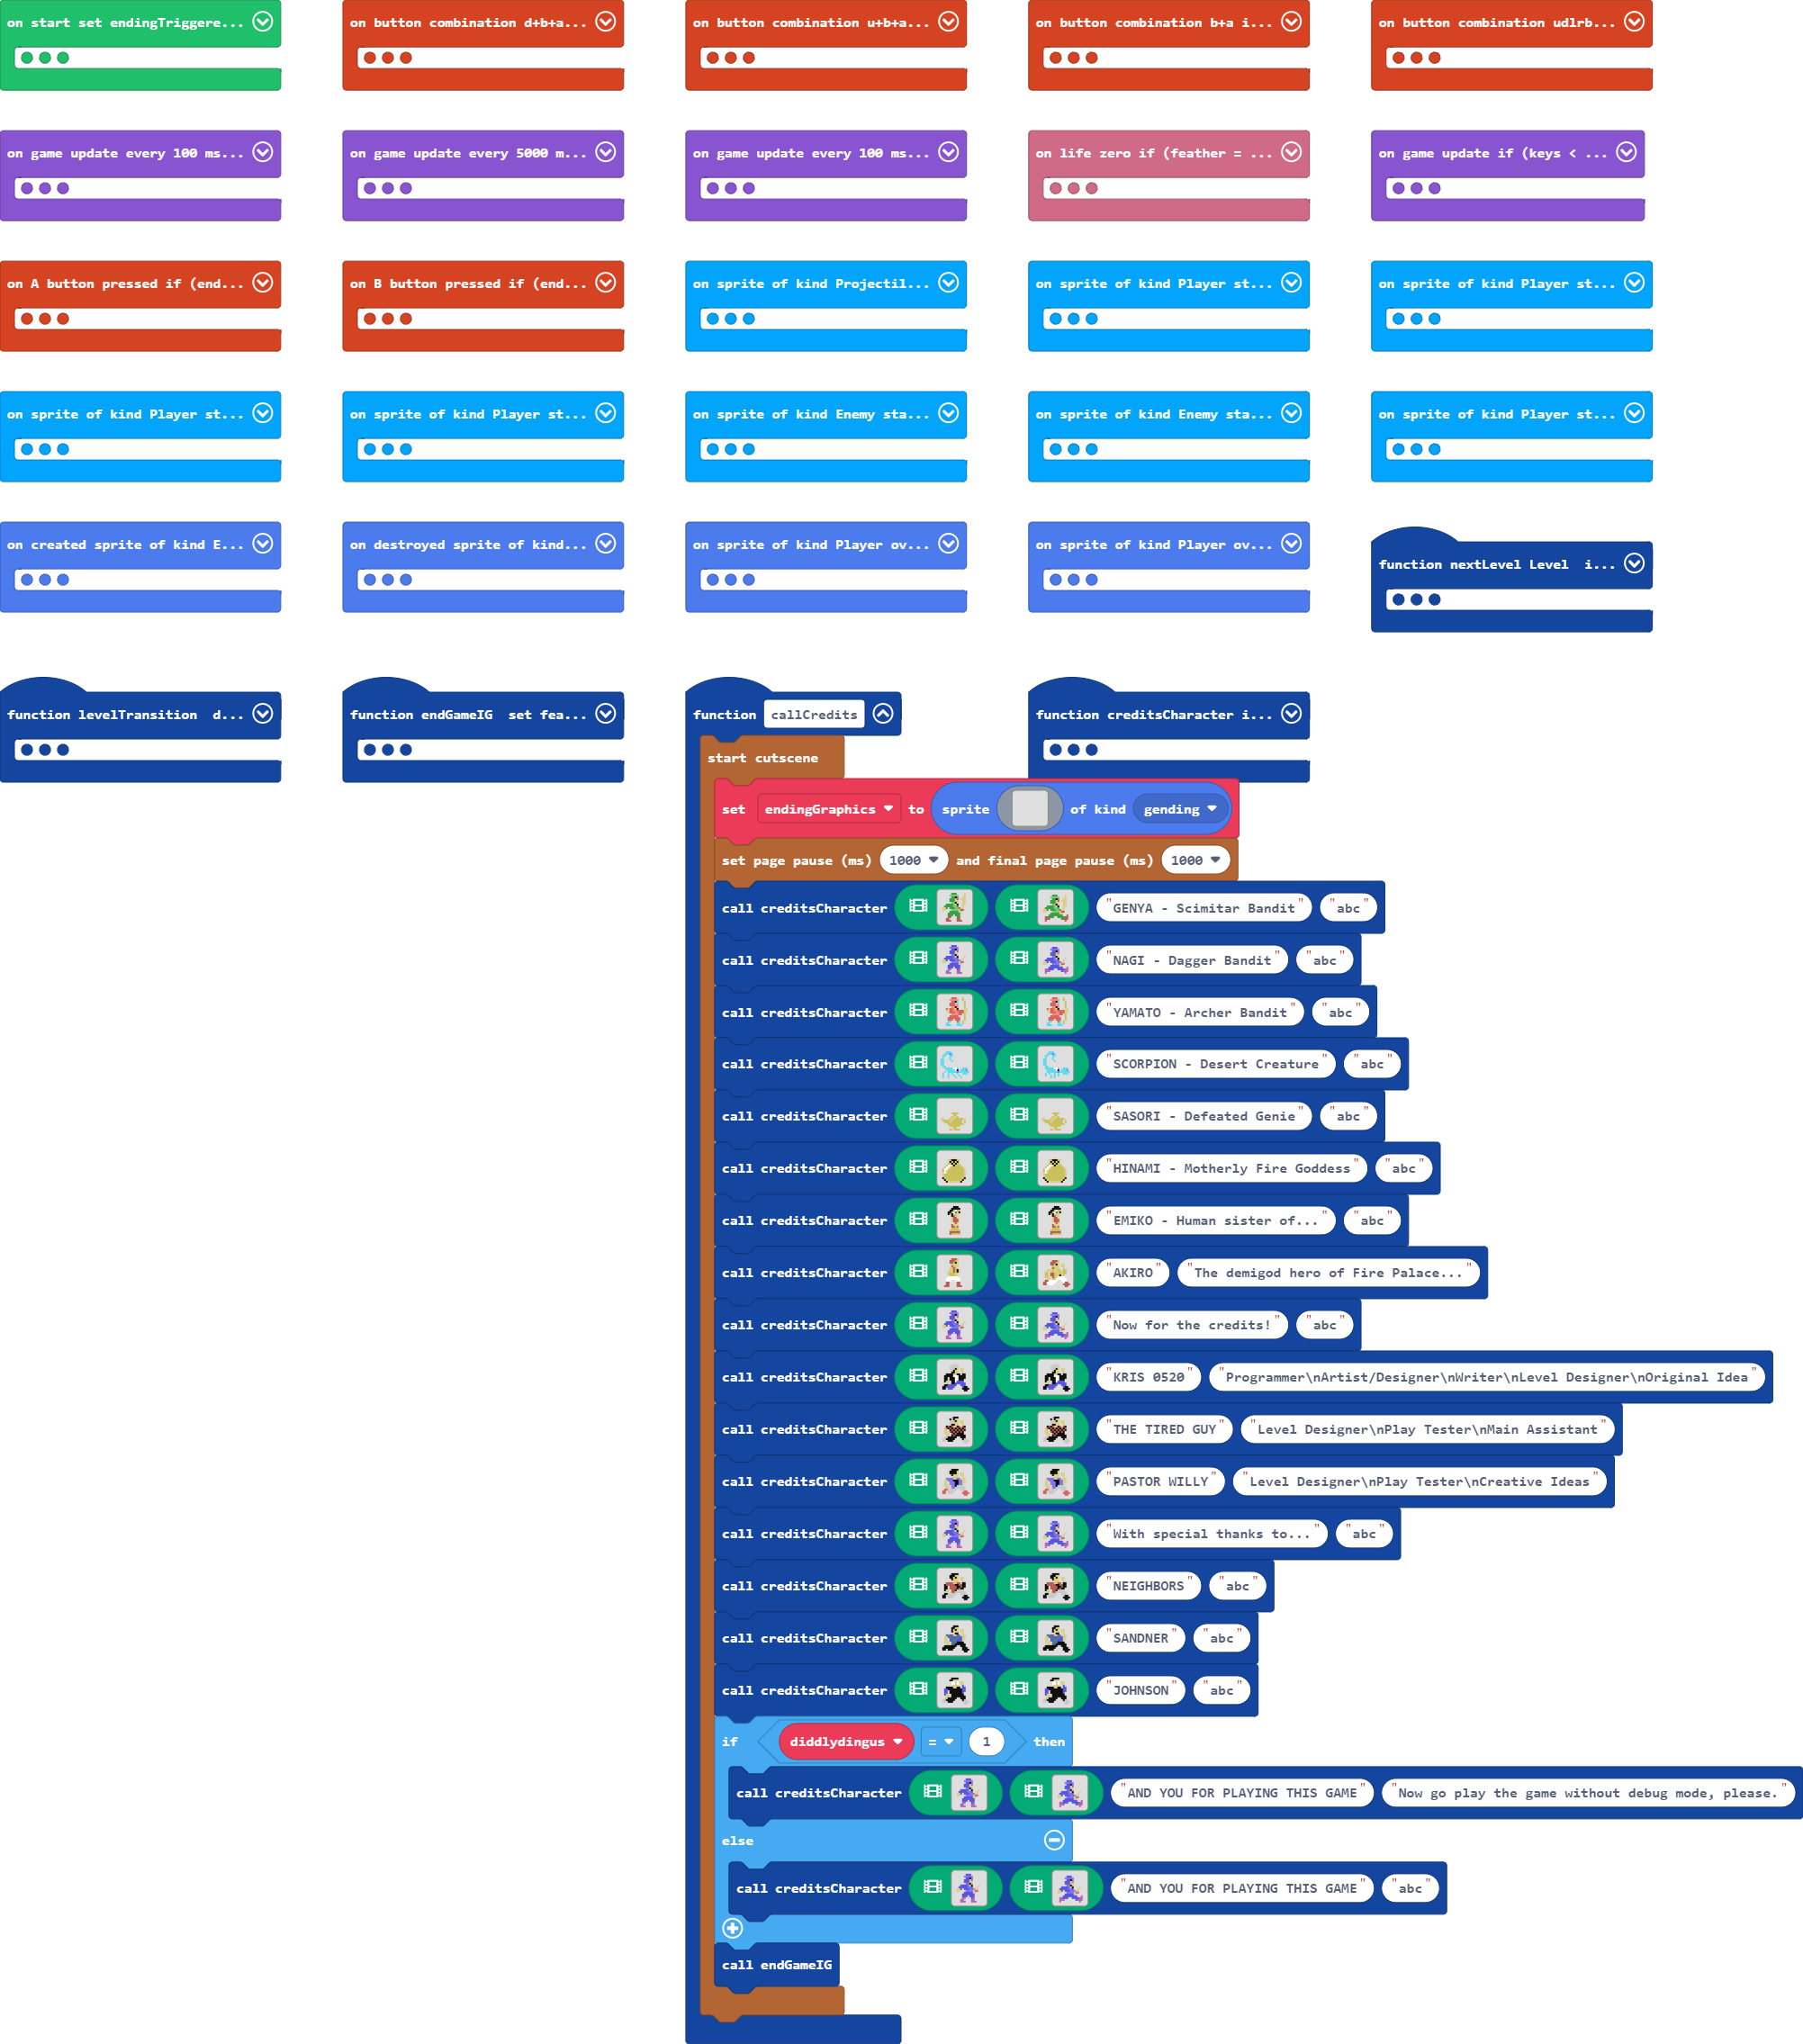 on start set endingTriggere...
on button combination d+b+a...
on button combination u+b+a...
on button combination b+a i...
on button combination udlrb...
on game update every 100 ms...
on game update every 5000 m...
on game update every 100 ms...
on life zero if (feather = ...
on game update if (keys < ...
on A button pressed if (end...
on B button pressed if (end...
on sprite of kind Projectil...
on sprite of kind Player st...
on sprite of kind Player st...
on sprite of kind Player st...
on sprite of kind Player st...
on sprite of kind Enemy sta...
on sprite of kind Enemy sta...
on sprite of kind Player st...
on created sprite of kind E...
on destroyed sprite of kind...
on sprite of kind Player ov...
on sprite of kind Player ov...
function nextLevel Level  i...
function levelTransition  d...
function endGameIG  set fea...
function callCredits
function creditsCharacter i...
start cutscene
set endingGraphics to sprite of kind gending
set page pause (ms) 1000 and final page pause (ms) 1000
call creditsCharacter "GENYA - Scimitar Bandit" "abc"
call creditsCharacter "NAGI - Dagger Bandit" "abc"
call creditsCharacter "YAMATO - Archer Bandit" "abc"
call creditsCharacter "SCORPION - Desert Creature" "abc"
call creditsCharacter "SASORI - Defeated Genie" "abc"
call creditsCharacter "HINAMI - Motherly Fire Goddess" "abc"
call creditsCharacter "EMIKO - Human sister of..." "abc"
call creditsCharacter "AKIRO" "The demigod hero of Fire Palace..."
call creditsCharacter "Now for the credits!" "abc"
call creditsCharacter "KRIS 0520" "Programmer\nArtist/Designer\nWriter\nLevel Designer\nOriginal Idea"
call creditsCharacter "THE TIRED GUY" "Level Designer\nPlay Tester\nMain Assistant"
call creditsCharacter "PASTOR WILLY" "Level Designer\nPlay Tester\nCreative Ideas"
call creditsCharacter "With special thanks to..." "abc"
call creditsCharacter "NEIGHBORS" "abc"
call creditsCharacter "SANDNER" "abc"
call creditsCharacter "JOHNSON" "abc"
if diddlydingus = 1 then
call creditsCharacter "AND YOU FOR PLAYING THIS GAME" "Now go play the game without debug mode, please."
else
call creditsCharacter "AND YOU FOR PLAYING THIS GAME" "abc"
call endGameIG